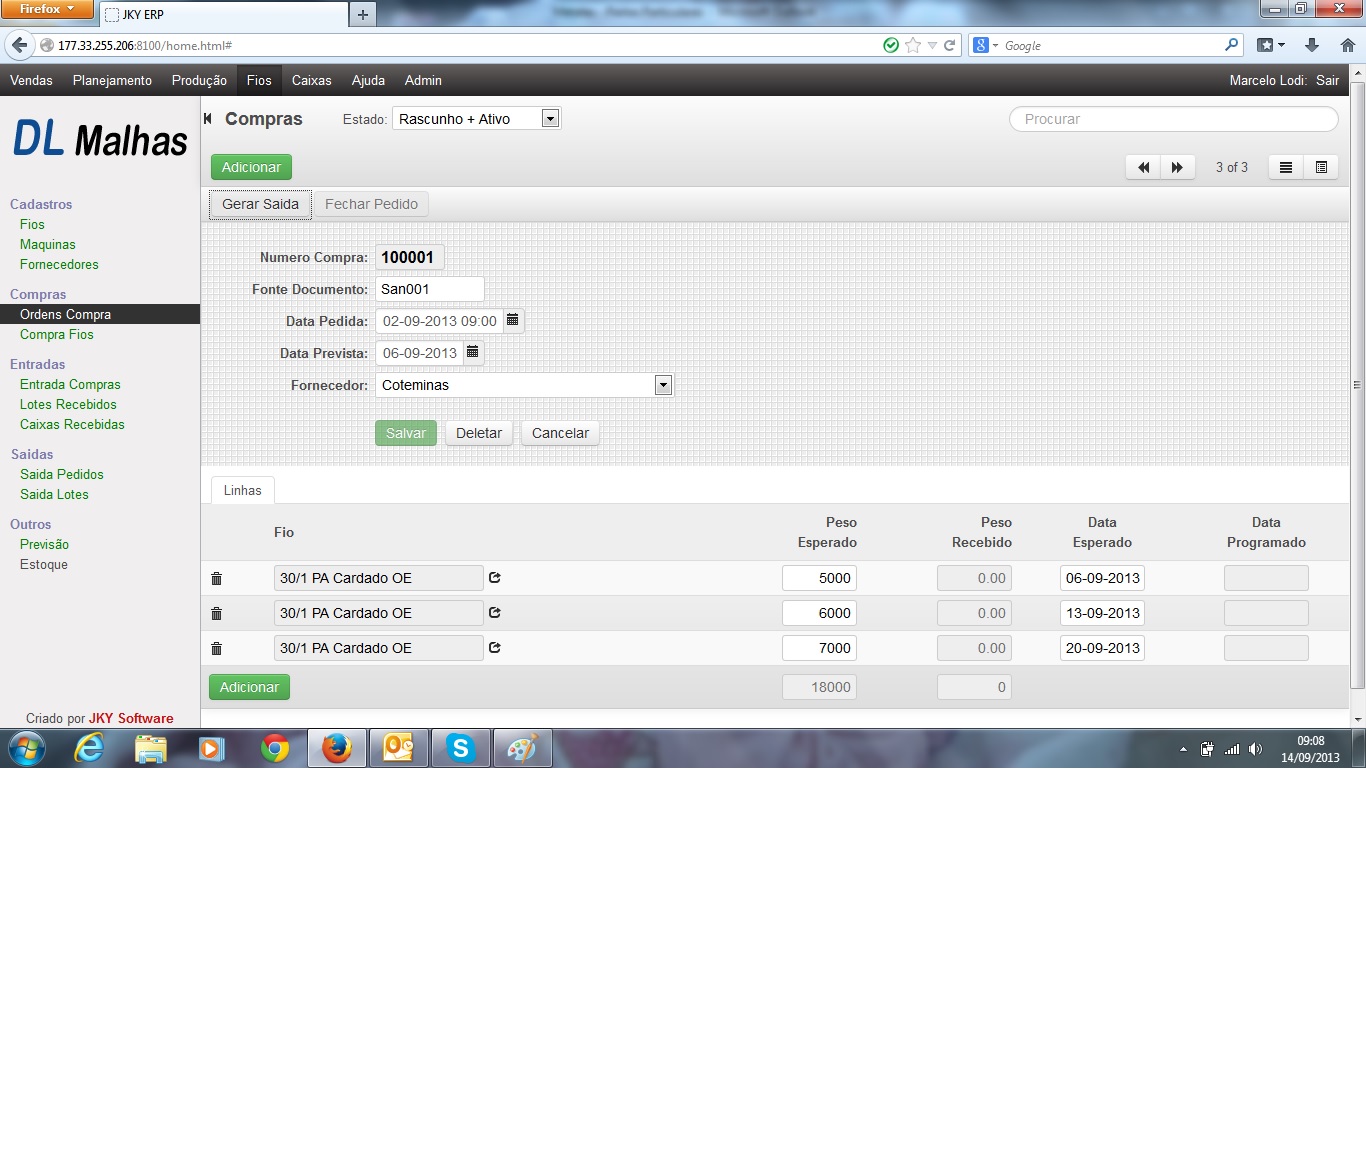 Firefox
JKY ERP
177.33.255.206:8100/home.html#
Google
Vendas Planejamento Produção Fios Caixas Ajuda Admin Marcelo Lodi: Sair
DL Malhas
Compras Estado: Rascunho + Ativo Procurar
Adicionar 3 of 3
Gerar Saida Fechar Pedido
Cadastros
Fios
Maquinas
Fornecedores
Compras
Ordens Compra
Compra Fios
Entradas
Entrada Compras
Lotes Recebidos
Caixas Recebidas
Saidas
Saida Pedidos
Saida Lotes
Outros
Previsão
Estoque
Criado por JKY Software
Numero Compra: 100001
Fonte Documento: San001
Data Pedida: 02-09-2013 09:00
Data Prevista: 06-09-2013
Fornecedor: Coteminas
Salvar Deletar Cancelar
Linhas
Fio Peso Esperado Peso Recebido Data Esperado Data Programado
30/1 PA Cardado OE 5000 0.00 06-09-2013
30/1 PA Cardado OE 6000 0.00 13-09-2013
30/1 PA Cardado OE 7000 0.00 20-09-2013
Adicionar 18000 0
09:08
14/09/2013